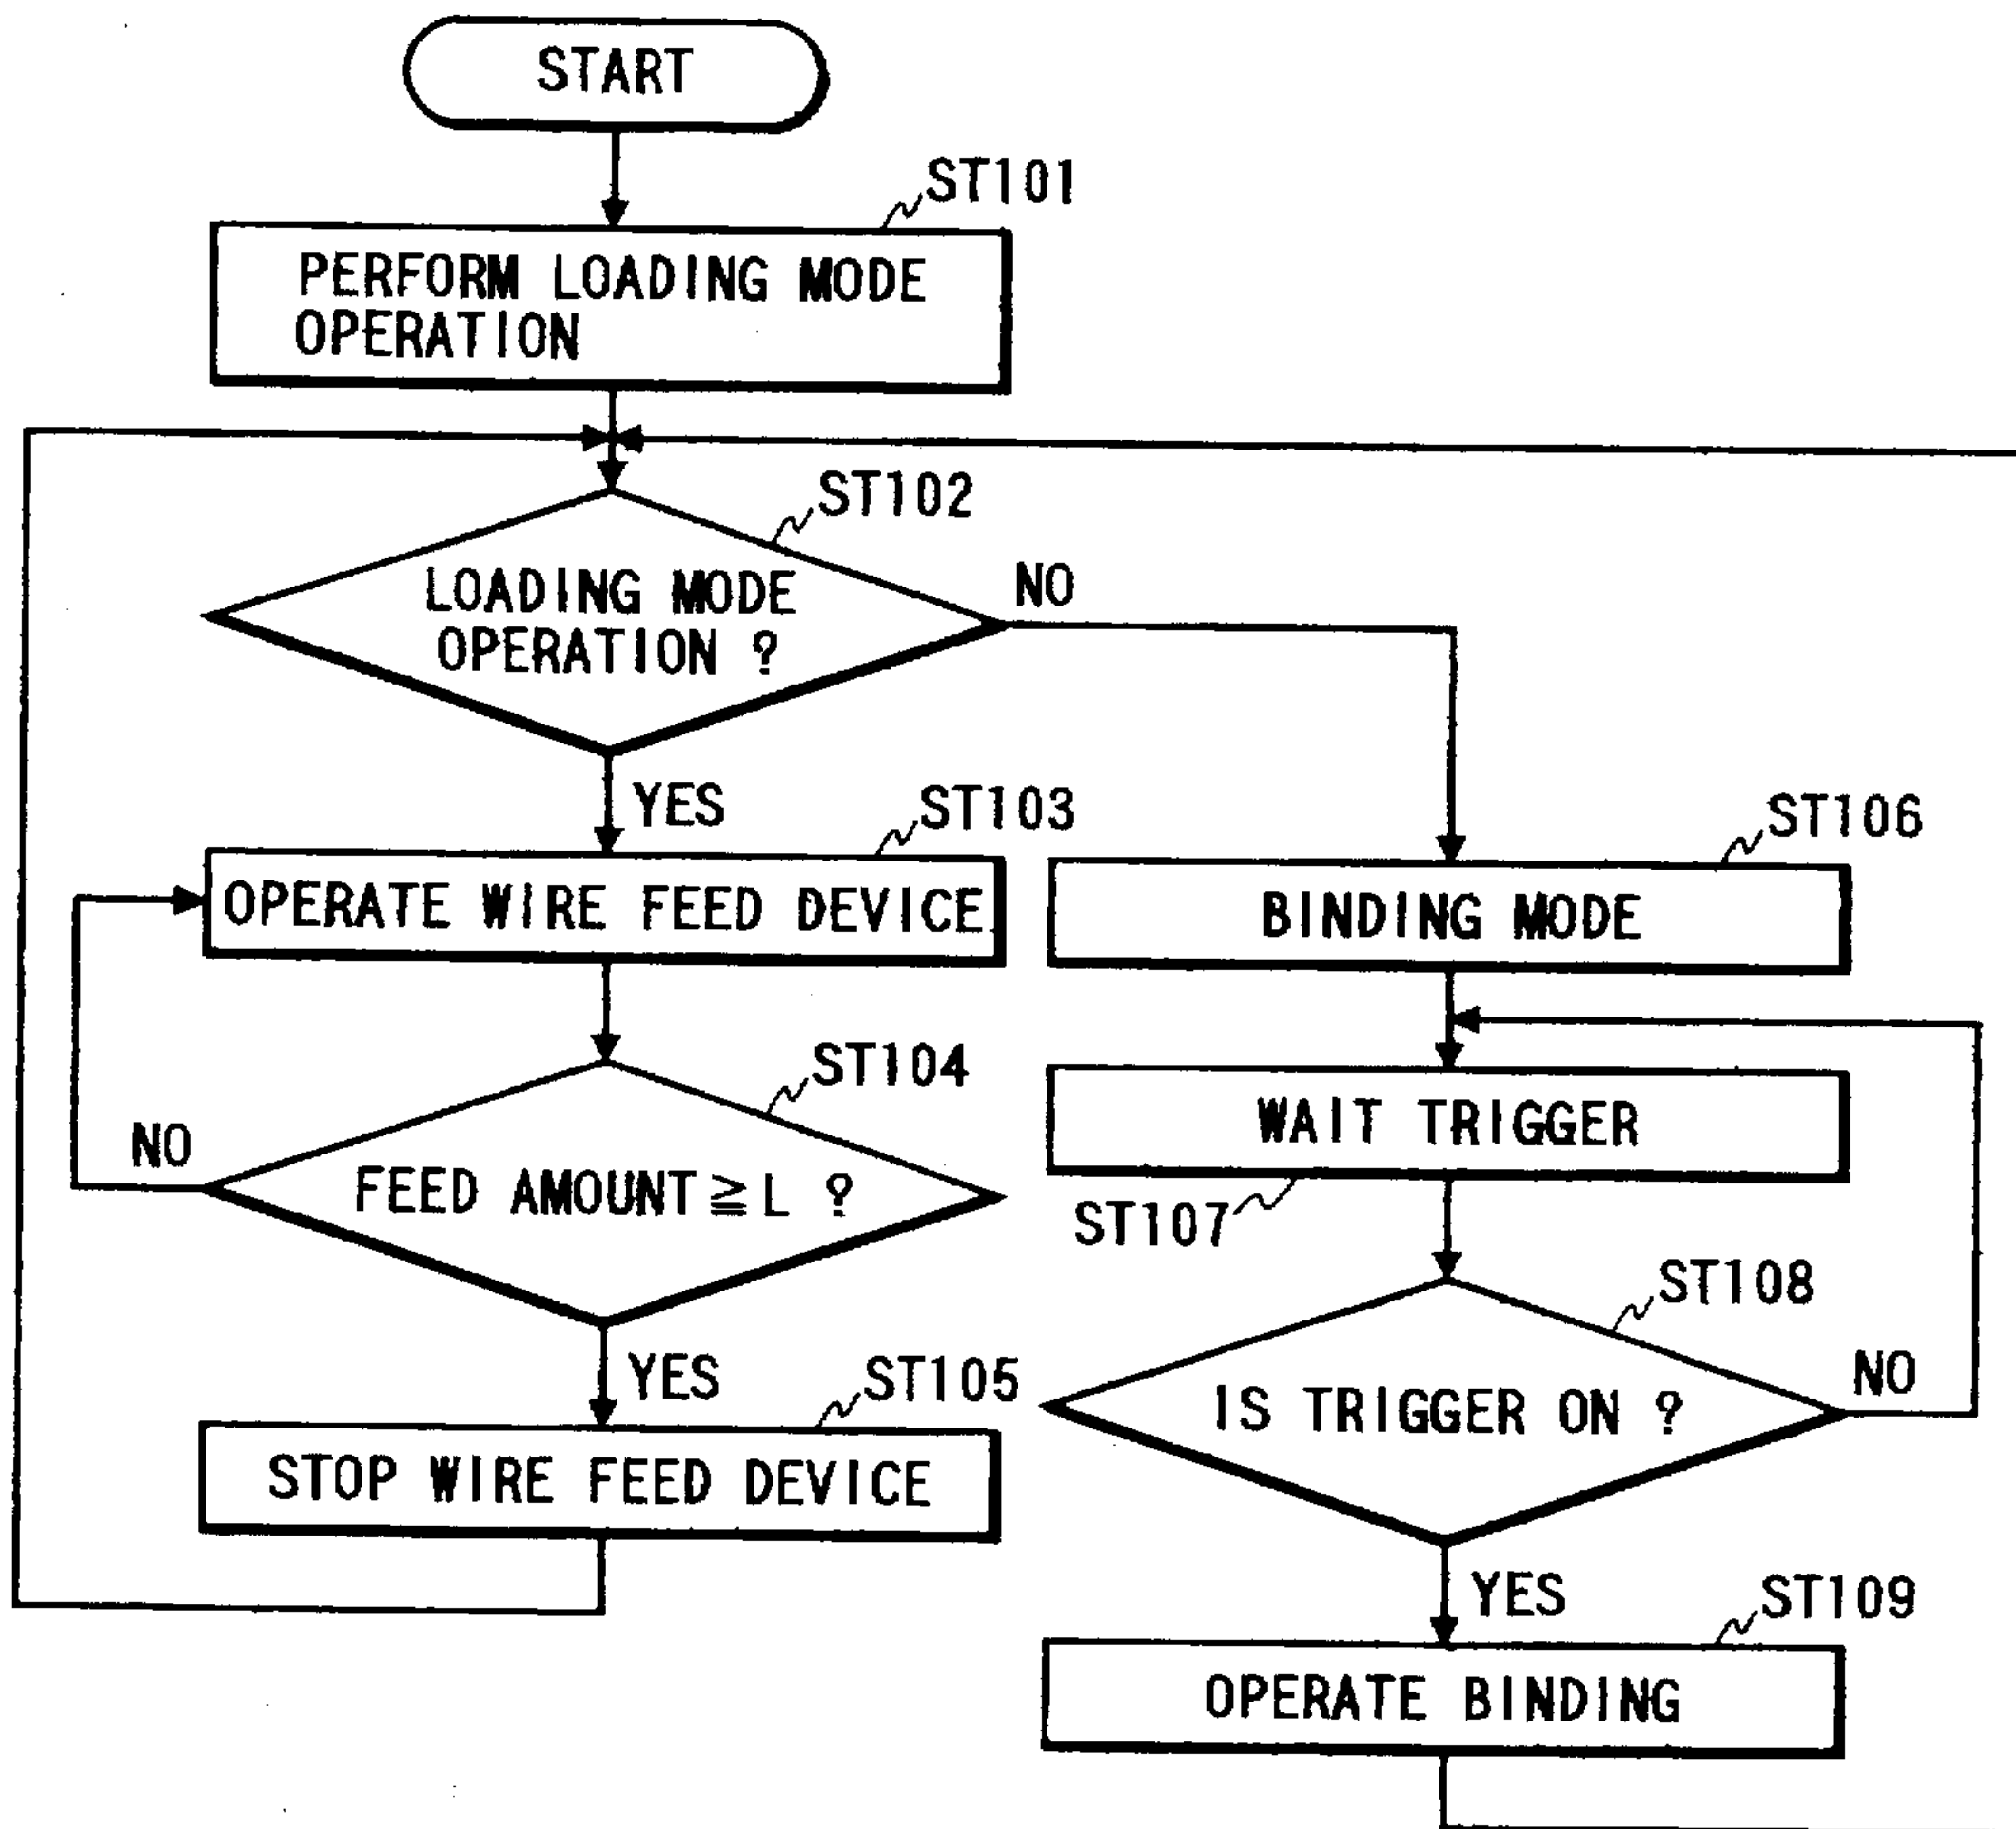 START
ST101
PERFORM LOADING MODE
OPERATION
ST102
LOADING MODE
OPERATION ?
NO
YES
ST103
OPERATE WIRE FEED DEVICE
ST104
FEED AMOUNT≧L ?
NO
YES
ST105
STOP WIRE FEED DEVICE
ST106
BINDING MODE
WAIT TRIGGER
ST107
ST108
IS TRIGGER ON ?
NO
YES
ST109
OPERATE BINDING